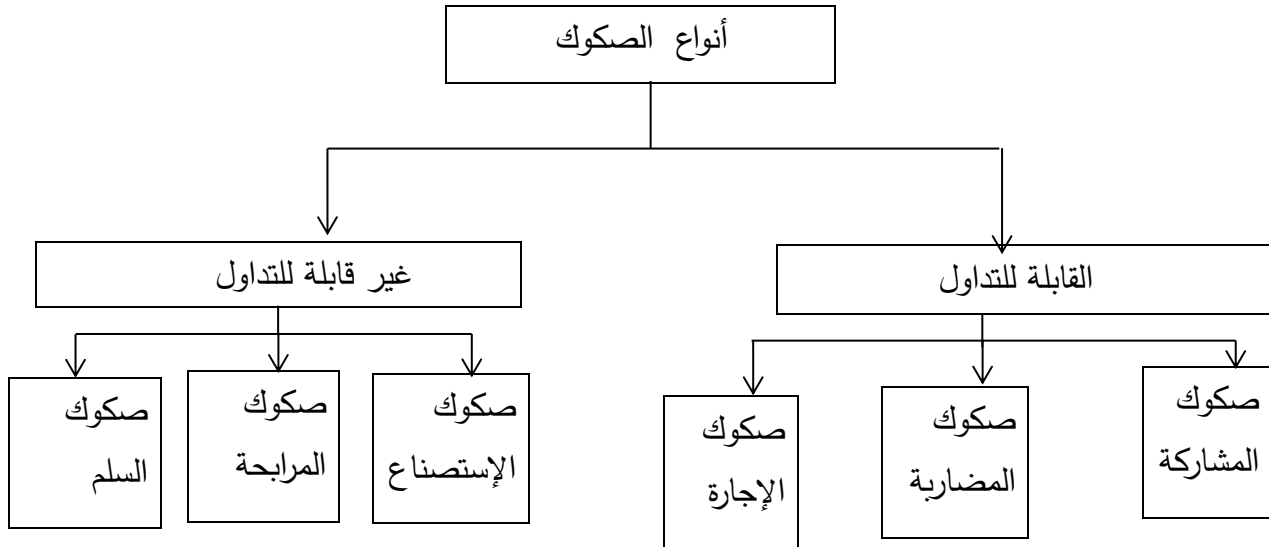 أنواع الصكوك
القابلة للتداول
غير قابلة للتداول
صكوك
المشاركة
صكوك
المضاربة
صكوك
الإجارة
صكوك
الإستصناع
صكوك
المرابحة
صكوك
السلم